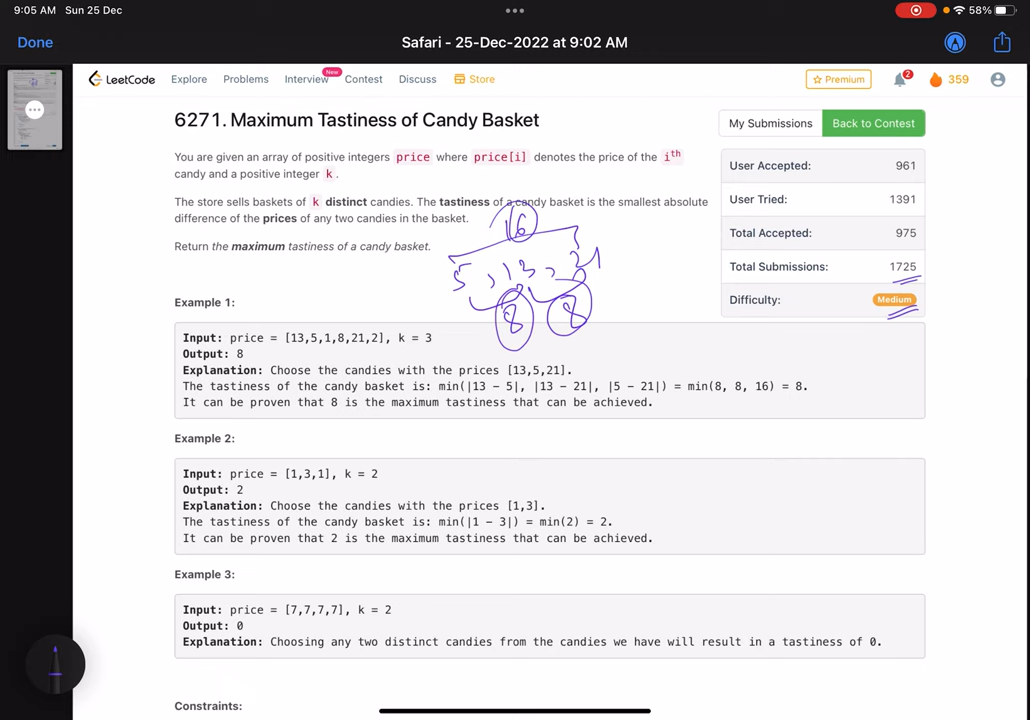 9:05 AM Sun 25 Dec
58%
Done
Safari - 25-Dec-2022 at 9:02 AM
LeetCode Explore Problems Interview New Contest Discuss Store Premium 2 359
6271. Maximum Tastiness of Candy Basket
My Submissions Back to Contest
You are given an array of positive integers price where price[i] denotes the price of the ith
candy and a positive integer k.
The store sells baskets of k distinct candies. The tastiness of a candy basket is the smallest absolute
difference of the prices of any two candies in the basket.
Return the maximum tastiness of a candy basket.
User Accepted: 961
User Tried: 1391
Total Accepted: 975
Total Submissions: 1725
Difficulty: Medium
16
5, 13, 21
8 8
Example 1:
Input: price = [13,5,1,8,21,2], k = 3
Output: 8
Explanation: Choose the candies with the prices [13,5,21].
The tastiness of the candy basket is: min(|13 - 5|, |13 - 21|, |5 - 21|) = min(8, 8, 16) = 8.
It can be proven that 8 is the maximum tastiness that can be achieved.
Example 2:
Input: price = [1,3,1], k = 2
Output: 2
Explanation: Choose the candies with the prices [1,3].
The tastiness of the candy basket is: min(|1 - 3|) = min(2) = 2.
It can be proven that 2 is the maximum tastiness that can be achieved.
Example 3:
Input: price = [7,7,7,7], k = 2
Output: 0
Explanation: Choosing any two distinct candies from the candies we have will result in a tastiness of 0.
Constraints: